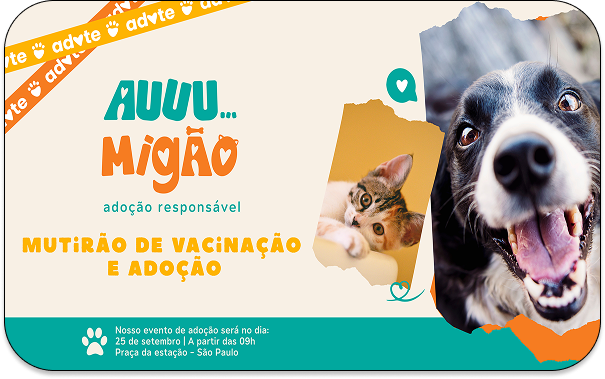 adote adote
adote adote
AUUU...
MiGÃO
adoção responsável
MUTiRÃO DE VACiNAÇÃO
E ADOÇÃO
Nosso evento de adoção será no dia:
25 de setembro | A partir das 09h
Praça da estação – São Paulo